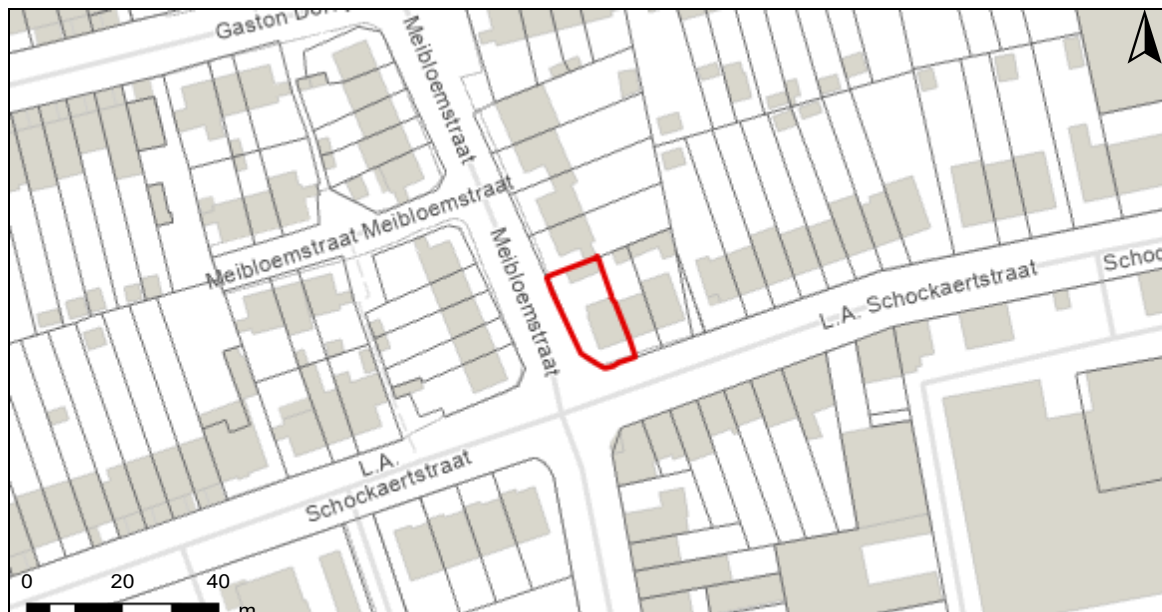 Gaston
Meibloemstraat
Meibloemstraat Meibloemstraat
Meibloemstraat
L.A. Schockaertstraat
Schoc
L.A.
Schockaertstraat
0 20 40
m